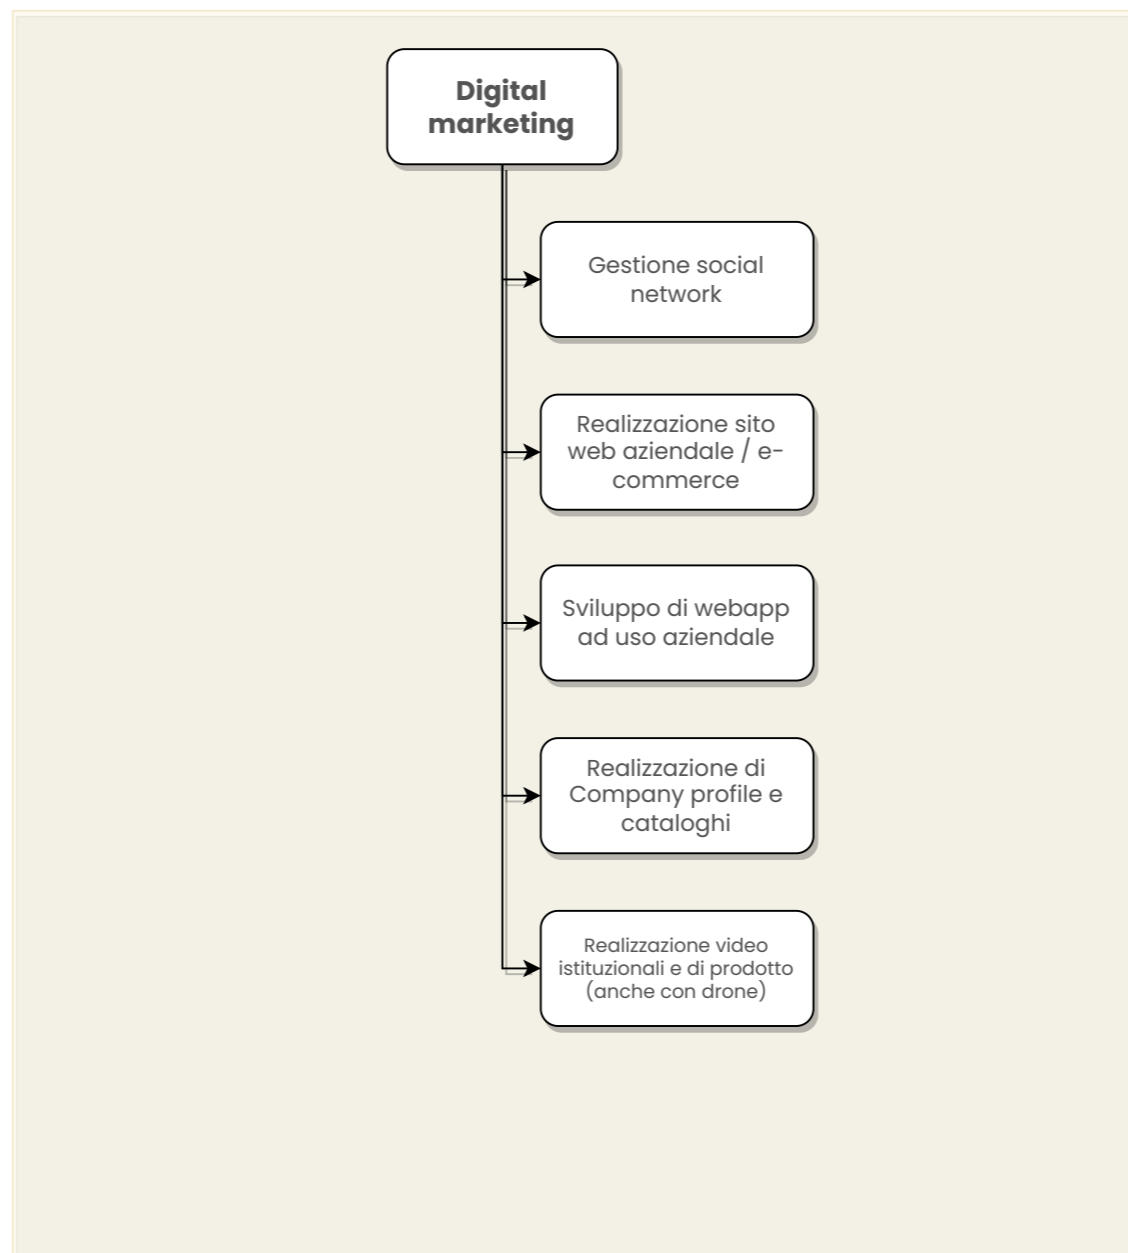 Digital
marketing
Gestione social
network
Realizzazione sito
web aziendale / e-
commerce
Sviluppo di webapp
ad uso aziendale
Realizzazione di
Company profile e
cataloghi
Realizzazione video
istituzionali e di prodotto
(anche con drone)